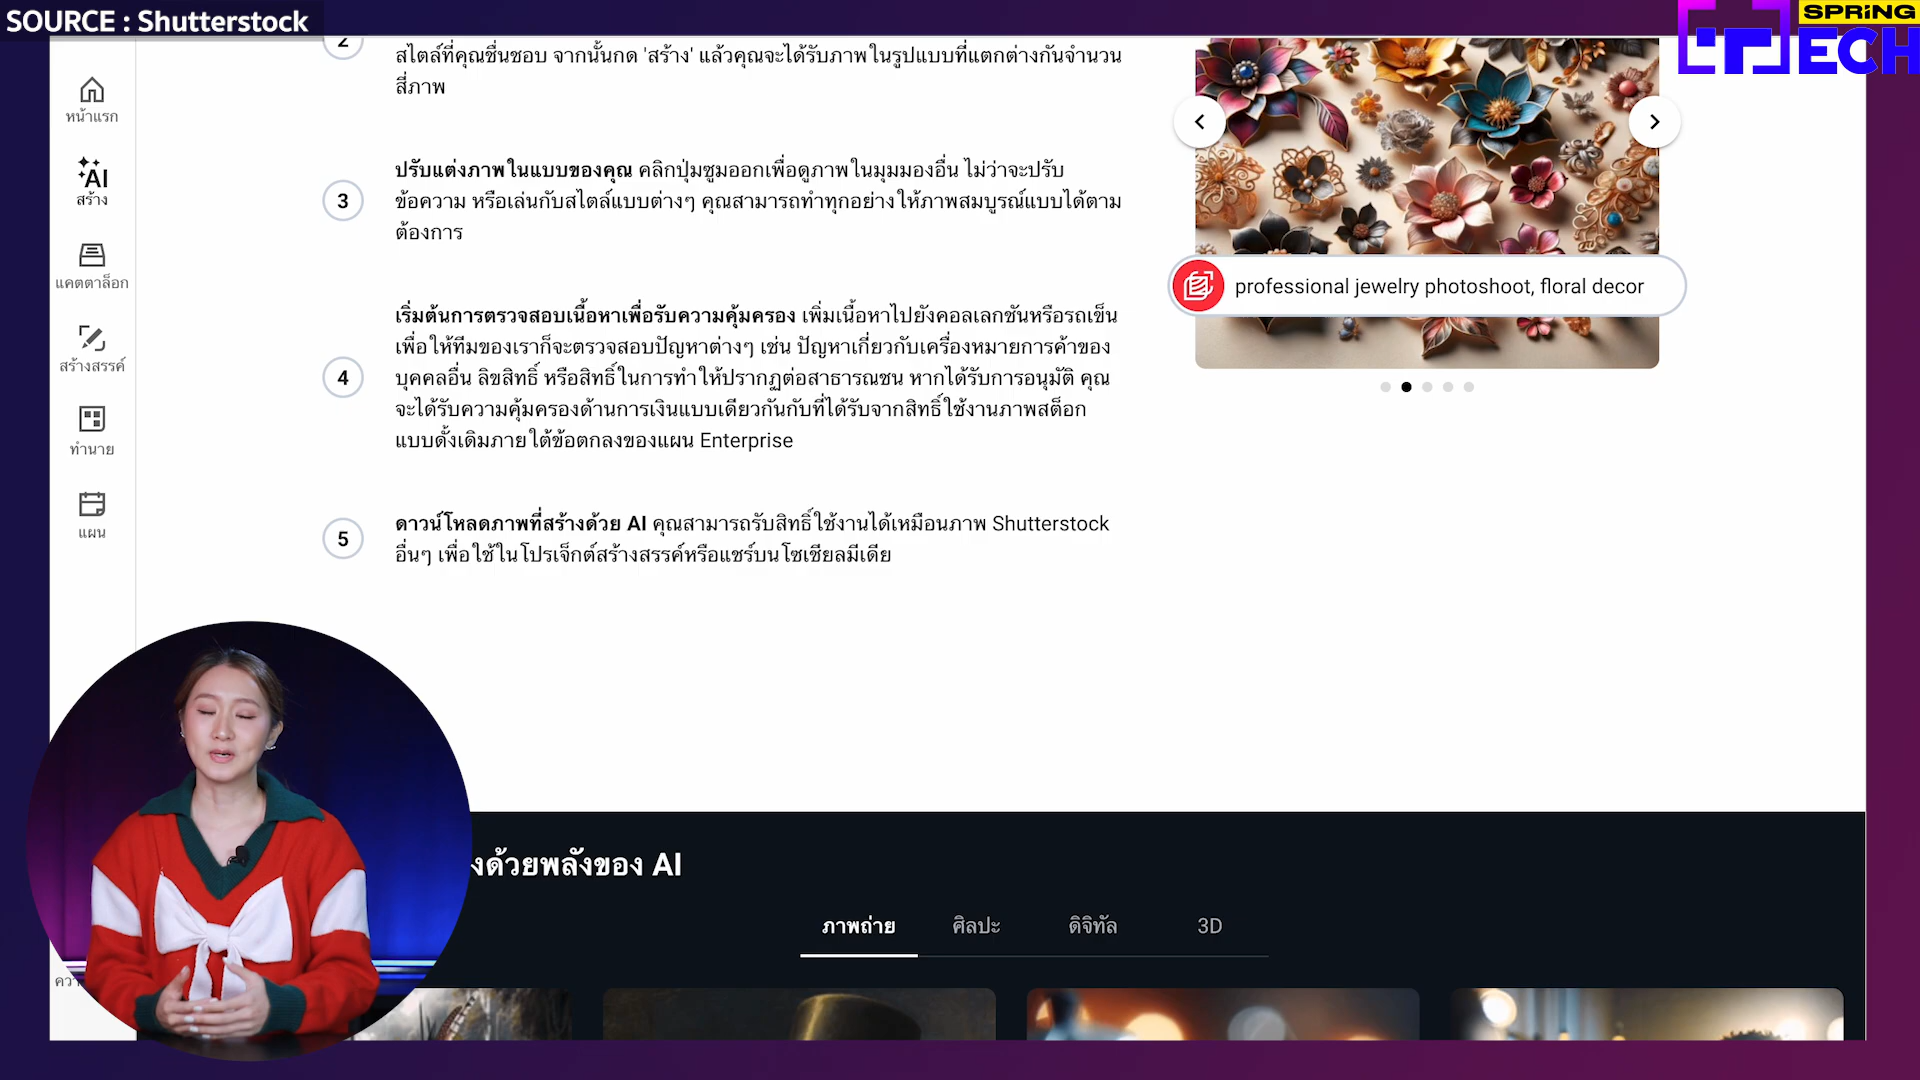 SOURCE : Shutterstock
SPRiNG
TECH
2
สไตล์ที่คุณชื่นชอบ จากนั้นกด 'สร้าง' แล้วคุณจะได้รับภาพในรูปแบบที่แตกต่างกันจำนวน
สี่ภาพ
หน้าแรก
AI
สร้าง
แคตตาล็อก
สร้างสรรค์
ทำนาย
แผน
3
ปรับแต่งภาพในแบบของคุณ คลิกปุ่มซูมออกเพื่อดูภาพในมุมมองอื่น ไม่ว่าจะปรับ
ข้อความ หรือเล่นกับสไตล์แบบต่างๆ คุณสามารถทำทุกอย่างให้ภาพสมบูรณ์แบบได้ตาม
ต้องการ
professional jewelry photoshoot, floral decor
4
เริ่มต้นการตรวจสอบเนื้อหาเพื่อรับความคุ้มครอง เพิ่มเนื้อหาไปยังคอลเลกชันหรือรถเข็น
เพื่อให้ทีมของเราก็จะตรวจสอบปัญหาต่างๆ เช่น ปัญหาเกี่ยวกับเครื่องหมายการค้าของ
บุคคลอื่น ลิขสิทธิ์ หรือสิทธิ์ในการทำให้ปรากฏต่อสาธารณชน หากได้รับการอนุมัติ คุณ
จะได้รับความคุ้มครองด้านการเงินแบบเดียวกันกับที่ได้รับจากสิทธิ์ใช้งานภาพสต็อก
แบบดั้งเดิมภายใต้ข้อตกลงของแผน Enterprise
5
ดาวน์โหลดภาพที่สร้างด้วย AI คุณสามารถรับสิทธิ์ใช้งานได้เหมือนภาพ Shutterstock
อื่นๆ เพื่อใช้ในโปรเจ็กต์สร้างสรรค์หรือแชร์บนโซเชียลมีเดีย
งด้วยพลังของ AI
ภาพถ่าย
ศิลปะ
ดิจิทัล
3D